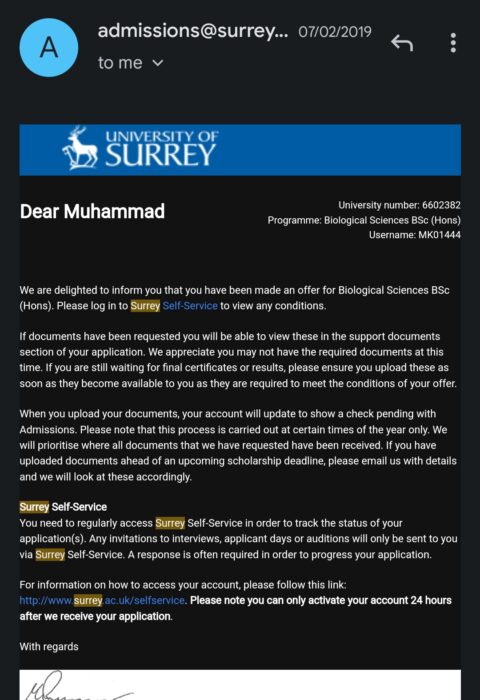 A
admissions@surrey... 07/02/2019
to me
UNIVERSITY OF
SURREY
Dear Muhammad
University number: 6602382
Programme: Biological Sciences BSc (Hons)
Username: MK01444
We are delighted to inform you that you have been made an offer for Biological Sciences BSc
(Hons). Please log in to Surrey Self-Service to view any conditions.
If documents have been requested you will be able to view these in the support documents
section of your application. We appreciate you may not have the required documents at this
time. If you are still waiting for final certificates or results, please ensure you upload these as
soon as they become available to you as they are required to meet the conditions of your offer.
When you upload your documents, your account will update to show a check pending with
Admissions. Please note that this process is carried out at certain times of the year only. We
will prioritise where all documents that we have requested have been received. If you have
uploaded documents ahead of an upcoming scholarship deadline, please email us with details
and we will look at these accordingly.
Surrey Self-Service
You need to regularly access Surrey Self-Service in order to track the status of your
application(s). Any invitations to interviews, applicant days or auditions will only be sent to you
via Surrey Self-Service. A response is often required in order to progress your application.
For information on how to access your account, please follow this link:
http://www.surrey.ac.uk/selfservice. Please note you can only activate your account 24 hours
after we receive your application.
With regards